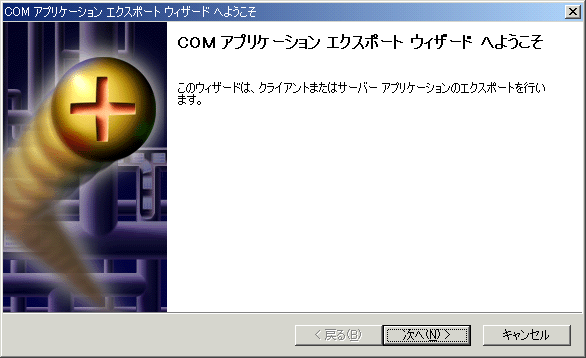 COM アプリケーション エクスポート ウィザード へようこそ
COM アプリケーション エクスポート ウィザード へようこそ
このウィザードは、クライアントまたはサーバー アプリケーションのエクスポートを行い
ます。
< 戻る(B)
次へ(N) >
キャンセル